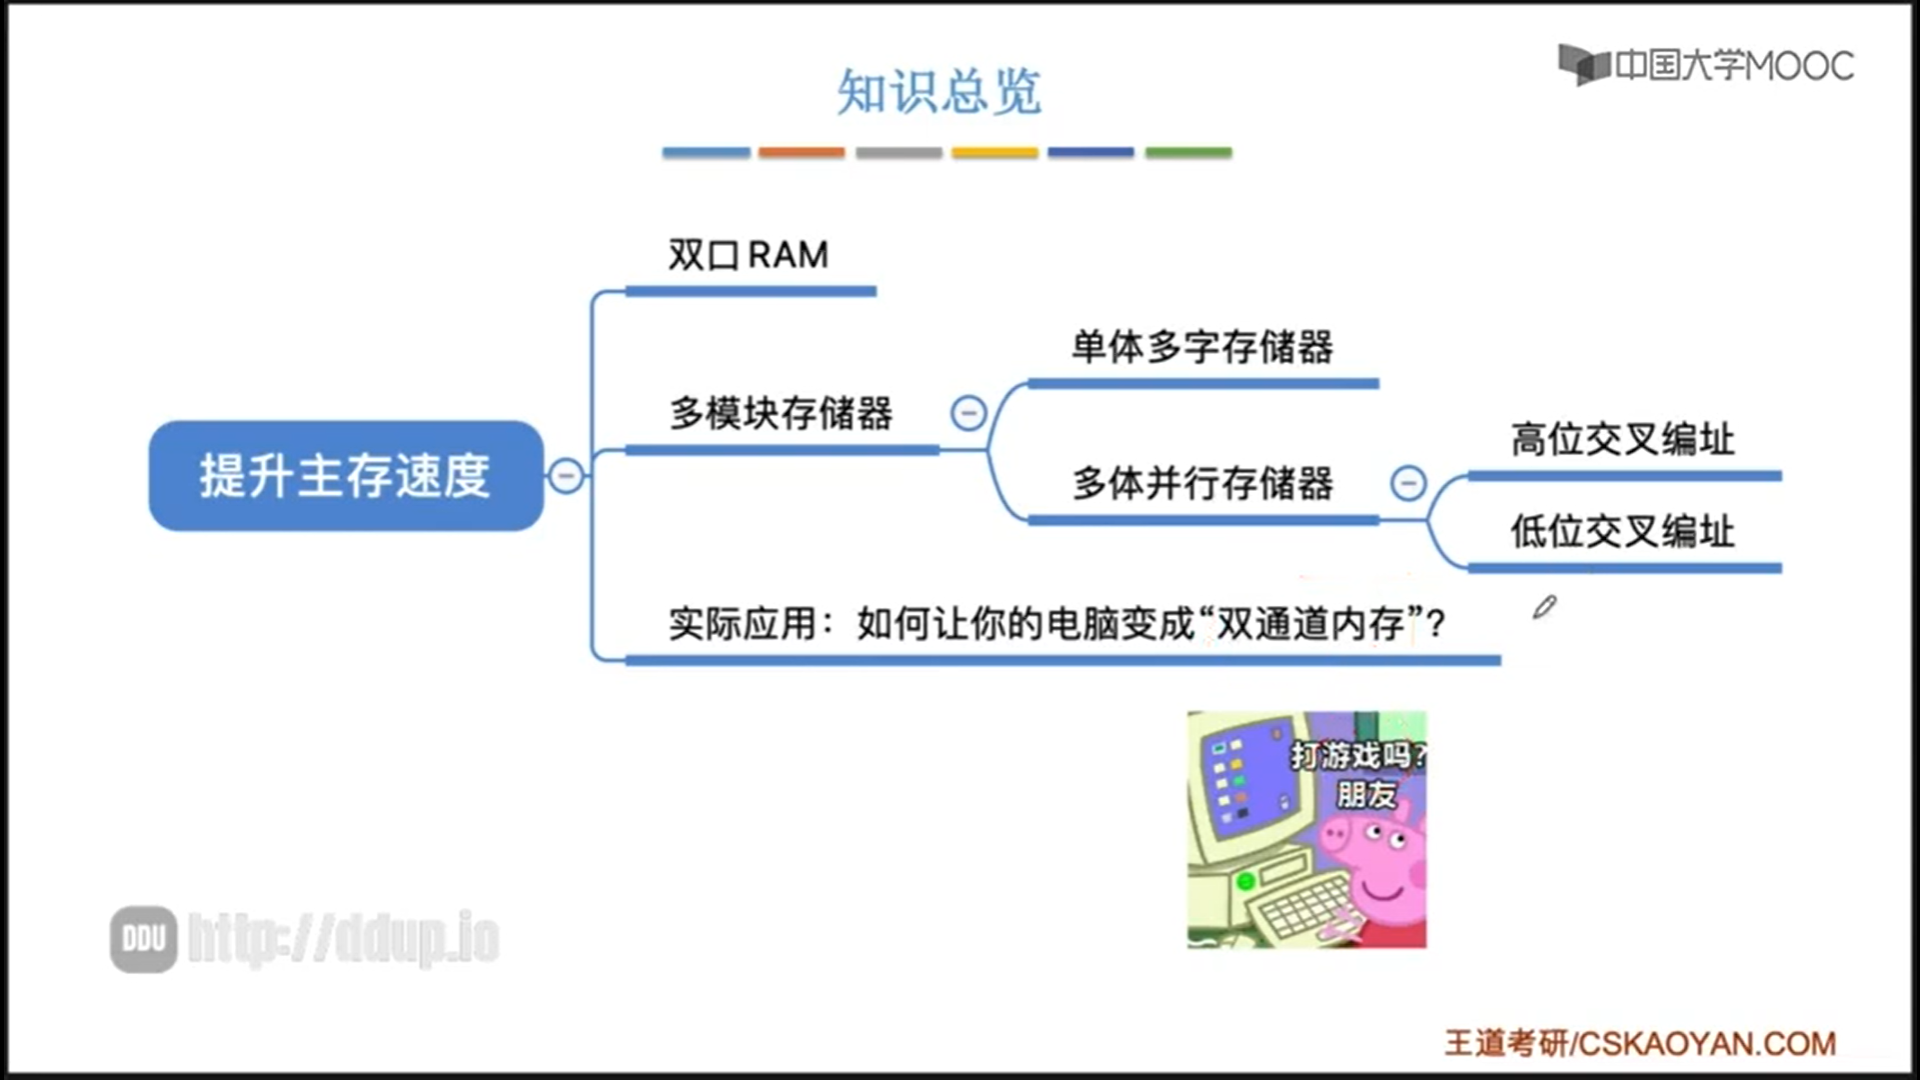 中国大学MOOC
知识总览
双口RAM
单体多字存储器
多模块存储器
高位交叉编址
提升主存速度
多体并行存储器
低位交叉编址
实际应用：如何让你的电脑变成“双通道内存”?
打游戏吗?
朋友
DDU http://ddup.io
王道考研/CSKAOYAN.COM